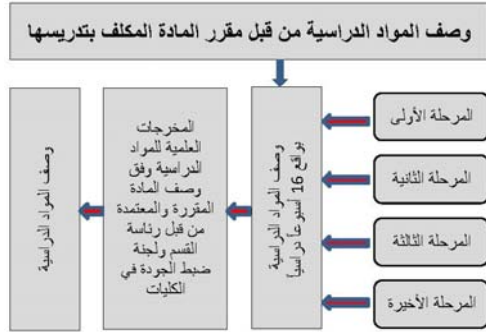 وصف المواد الدراسية من قبل مقرر المادة المكلف بتدريسها
المرحلة الأولى
المرحلة الثانية
المرحلة الثالثة
المرحلة الأخيرة
وصف المواد الدراسية
بواقع 16 أسبوعاً دراسياً
المخرجات
العلمية للمواد
الدراسية وفق
وصف المادة
المقررة والمعتمدة
من قبل رئاسة
القسم ولجنة
ضبط الجودة في
الكليات
وصف المواد الدراسية